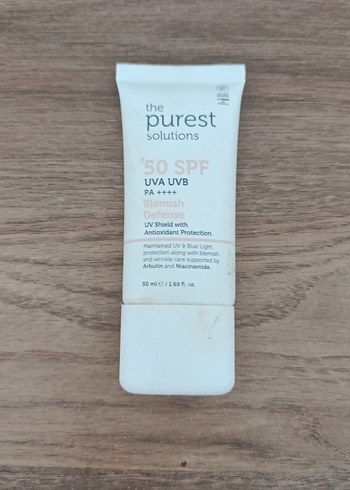 the
purest
solutions
+50 SPF
UVA UVB
PA ++++
Blemish
Defense
UV Shield with
Antioxidant Protection
Maintained UV & Blue Light
protection along with blemish
and wrinkle care supported by
Arbutin and Niacinamide.
50 ml ℮ / 1.69 fl. oz.